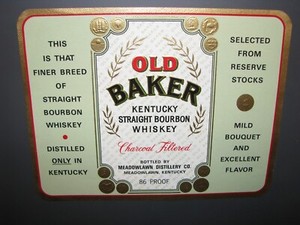 THIS
IS THAT
FINER BREED
OF
STRAIGHT
BOURBON
WHISKEY
DISTILLED
ONLY IN
KENTUCKY
OLD
BAKER
KENTUCKY
STRAIGHT BOURBON
WHISKEY
Charcoal Filtered
BOTTLED BY
MEADOWLAWN DISTILLERY CO.
MEADOWLAWN, KENTUCKY
86 PROOF
SELECTED
FROM
RESERVE
STOCKS
MILD
BOUQUET
AND
EXCELLENT
FLAVOR